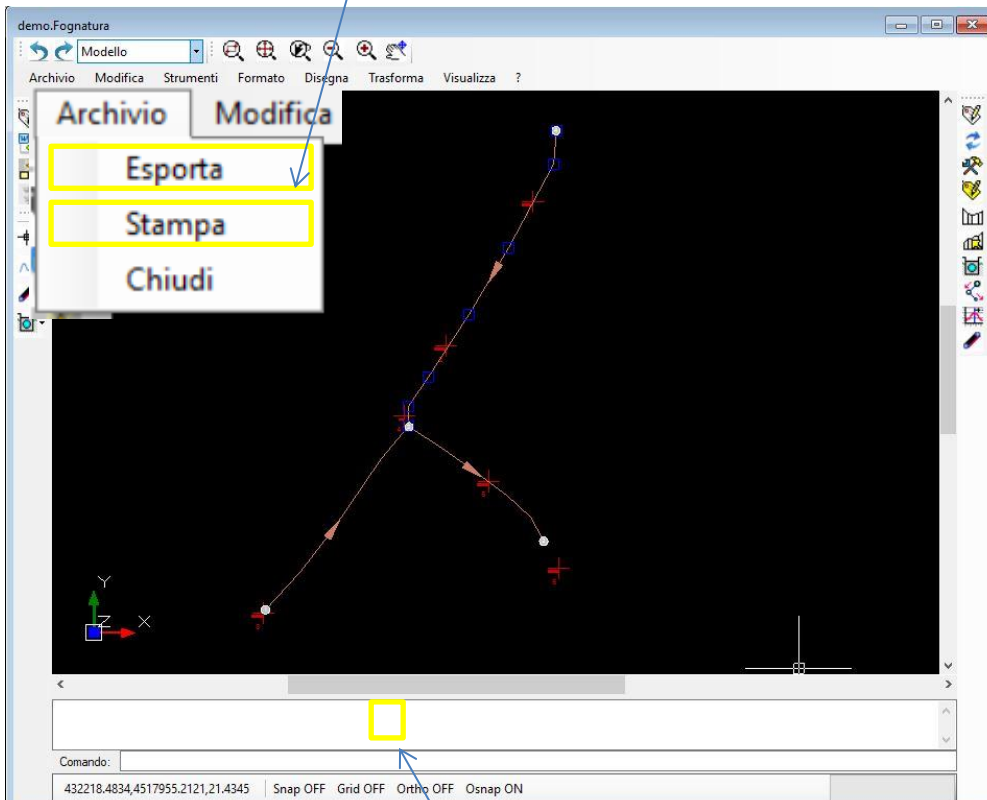 demo.Fognatura
Modello
Archivio Modifica Strumenti Formato Disegna Trasforma Visualizza ?
Archivio Modifica
Esporta
Stampa
Chiudi
Y
Z X
Comando:
432218.4834,4517955.2121,21.4345 Snap OFF Grid OFF Ortho OFF Osnap ON